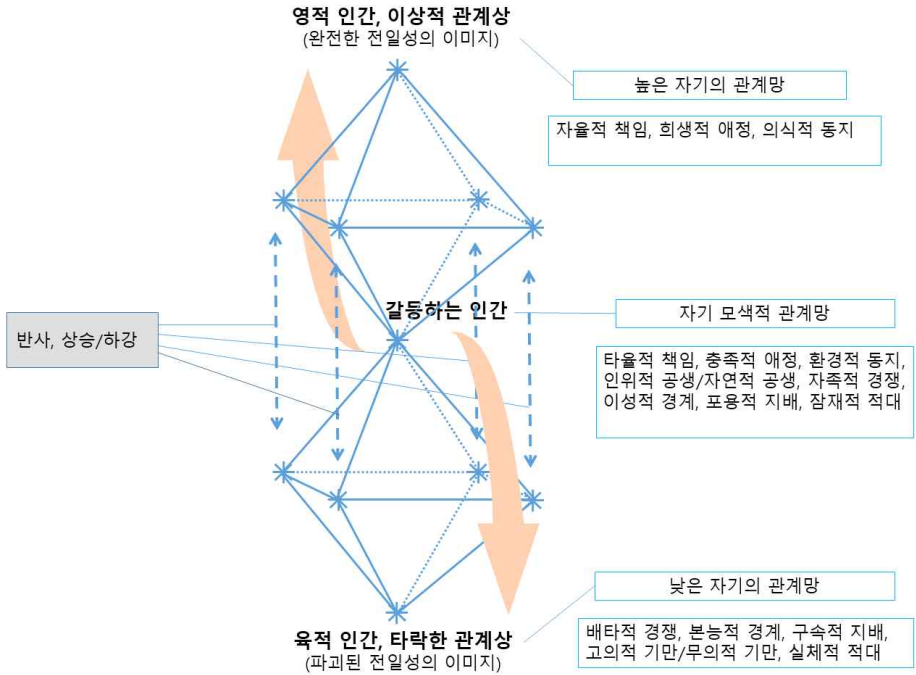 영적 인간, 이상적 관계상
(완전한 전일성의 이미지)
높은 자기의 관계망
자율적 책임, 희생적 애정, 의식적 동지
갈등하는 인간
자기 모색적 관계망
반사, 상승/하강
타율적 책임, 충족적 애정, 환경적 동지,
인위적 공생/자연적 공생, 자족적 경쟁,
이성적 경계, 포용적 지배, 잠재적 적대
낮은 자기의 관계망
육적 인간, 타락한 관계상
(파괴된 전일성의 이미지)
배타적 경쟁, 본능적 경계, 구속적 지배,
고의적 기만/무의적 기만, 실체적 적대